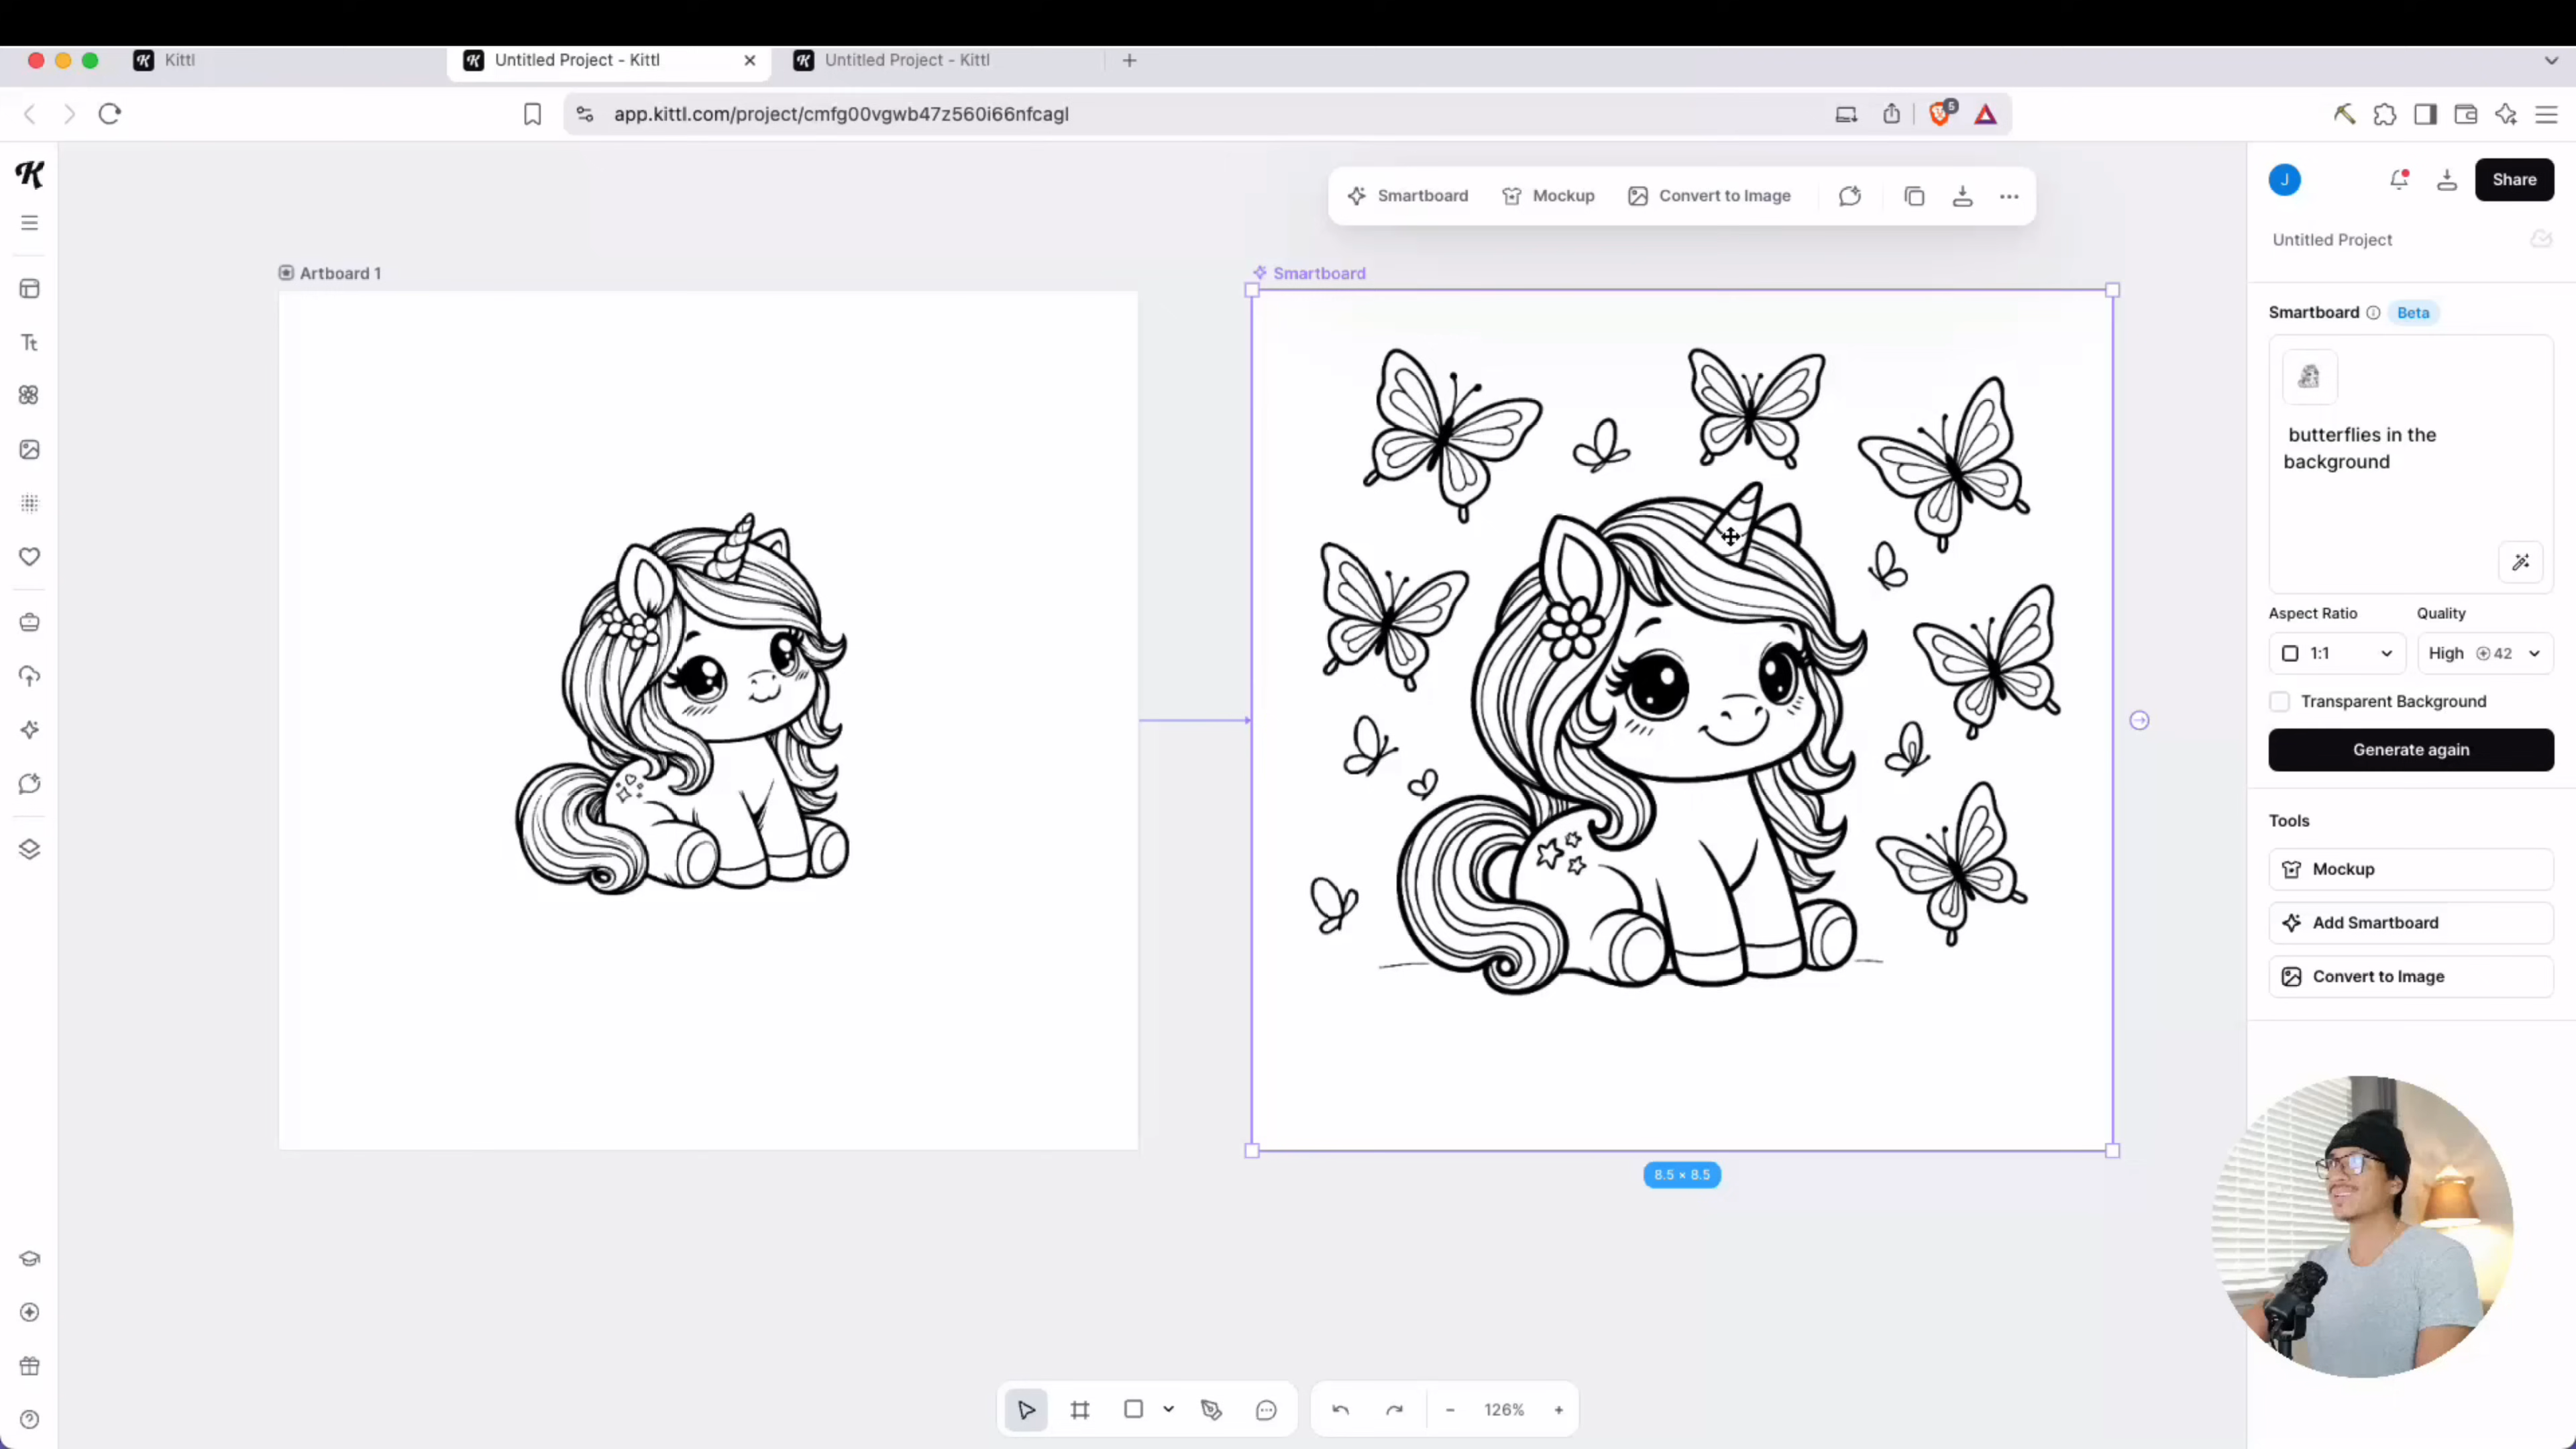 Kittl
Untitled Project - Kittl
Untitled Project - Kittl
app.kittl.com/project/cmfg00vgwb47z560i66nfcagl
5
Smartboard
Mockup
Convert to Image
J
Share
Untitled Project
Artboard 1
Smartboard
Smartboard
Beta
butterflies in the
background
Aspect Ratio
Quality
1:1
High
42
Transparent Background
Generate again
Tools
Mockup
Add Smartboard
Convert to Image
8.5 × 8.5
126%
K
Tt